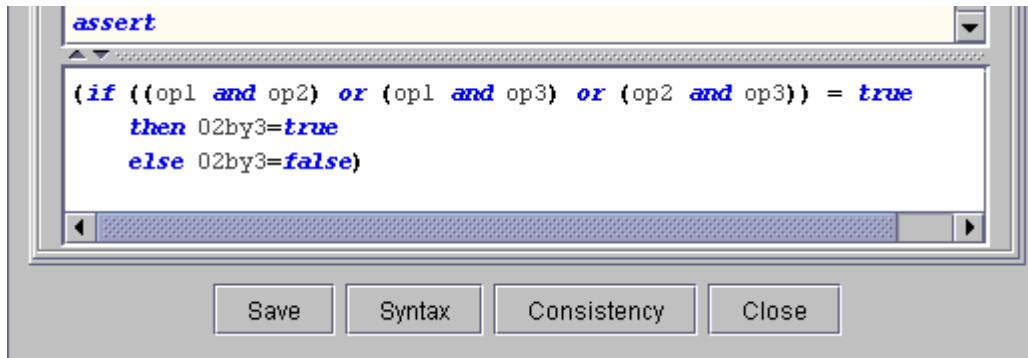 assert
(if ((op1 and op2) or (op1 and op3) or (op2 and op3)) = true
then O2by3=true
else O2by3=false)
Save Syntax Consistency Close